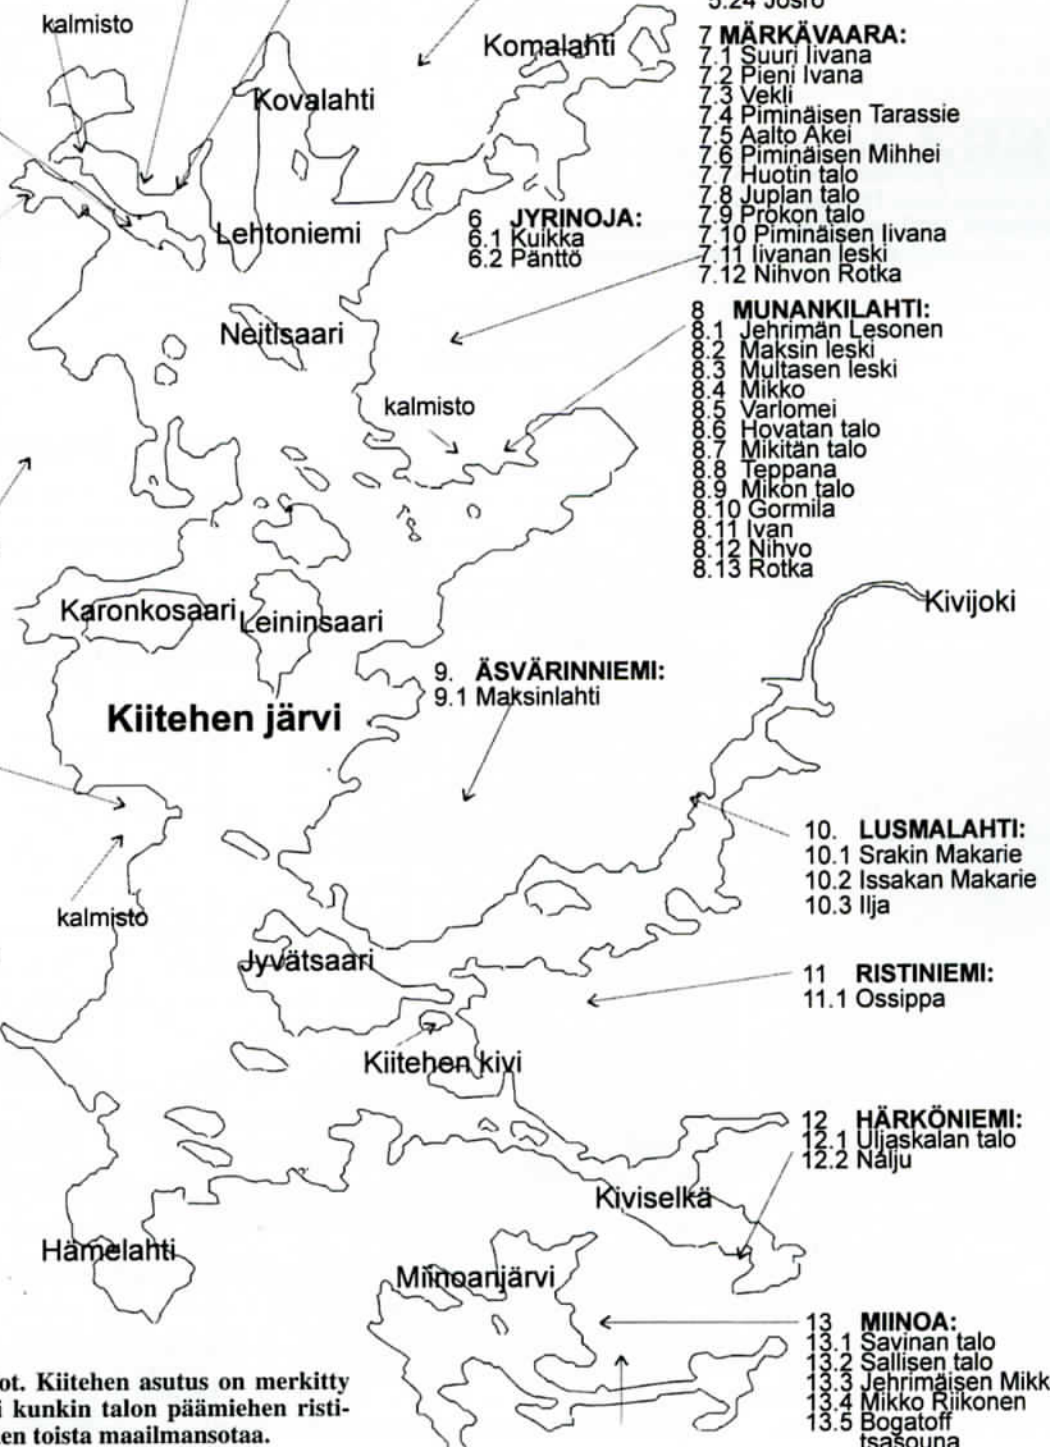 5.24 Josro
kalmisto
Komalahti
Kovalahti
7 MÄRKÄVAARA:
7.1 Suuri Iivana
7.2 Pieni Ivana
7.3 Vekli
7.4 Piminäisen Tarassie
7.5 Aalto Akei
7.6 Piminäisen Mihhei
7.7 Huotin talo
7.8 Juplan talo
7.9 Prokon talo
7.10 Piminäisen Iivana
7.11 Iivanan leski
7.12 Nihvon Rotka
Lehtoniemi
6 JYRINOJA:
6.1 Kuikka
6.2 Pänttö
Neitisaari
8 MUNANKILAHTI:
8.1 Jehrimän Lesonen
8.2 Maksin leski
8.3 Multasen leski
8.4 Mikko
8.5 Varlomei
8.6 Hovatan talo
8.7 Mikitän talo
8.8 Teppana
8.9 Mikon talo
8.10 Gormila
8.11 Ivan
8.12 Nihvo
8.13 Rotka
kalmisto
Karonkosaari
Leininsaari
Kivijoki
9. ÄSVÄRINNIEMI:
9.1 Maksinlahti
Kiitehen järvi
10. LUSMALAHTI:
10.1 Srakin Makarie
10.2 Issakan Makarie
10.3 Ilja
kalmisto
Jyvätsaari
11 RISTINIEMI:
11.1 Ossippa
Kiitehen kivi
12 HÄRKÖNIEMI:
12.1 Uljaskalan talo
12.2 Nälju
Kiviselkä
Hämelahti
Miinoanjärvi
13 MIINOA:
13.1 Savinan talo
13.2 Sallisen talo
13.3 Jehrimäisen Mikk
13.4 Mikko Riikonen
13.5 Bogatoff
tsasouna
ot. Kiitehen asutus on merkitty
i kunkin talon päämiehen risti-
en toista maailmansotaa.